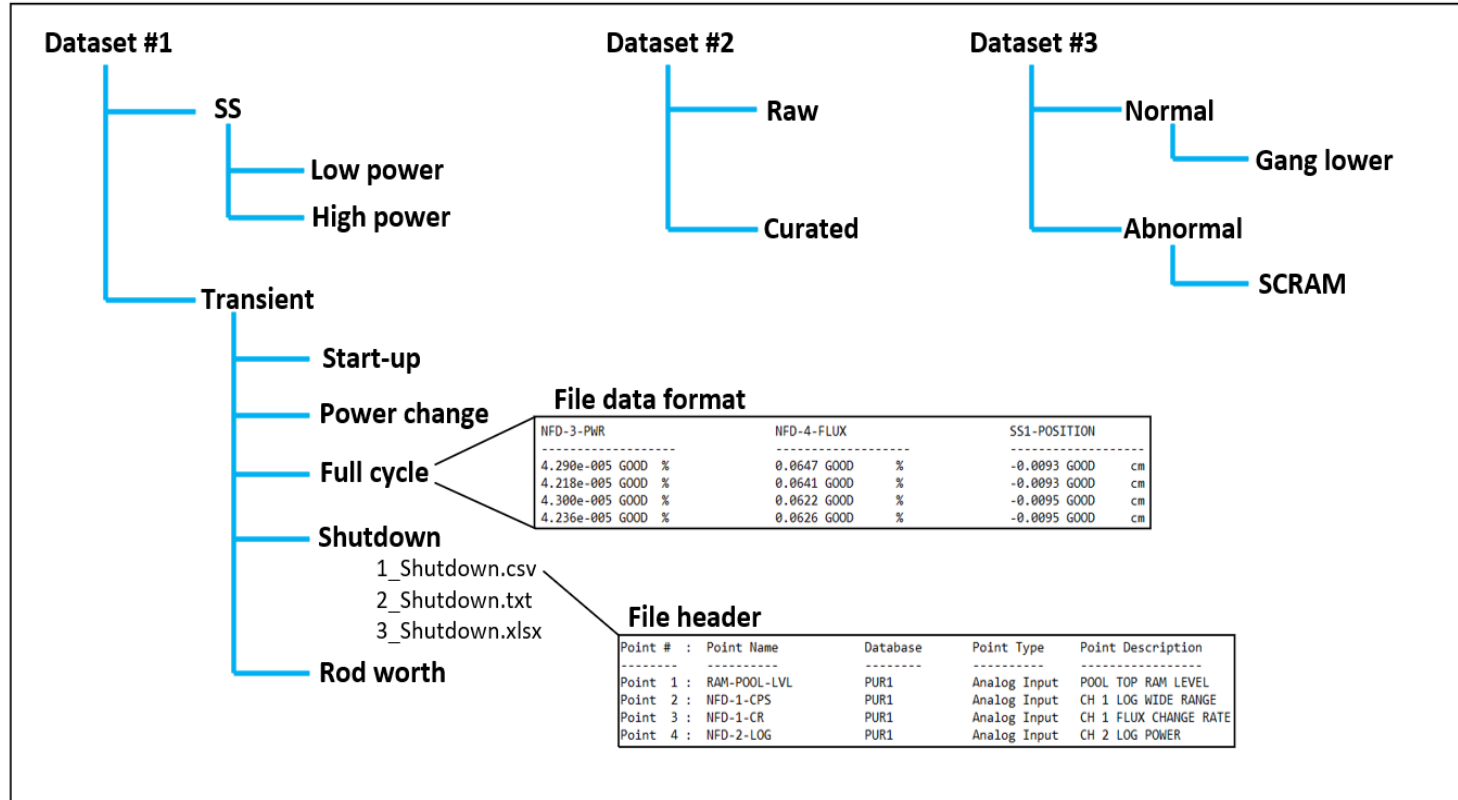 Dataset #1
Dataset #2
Dataset #3
SS
Raw
Normal
Low power
Gang lower
High power
Curated
Abnormal
SCRAM
Transient
Start-up
Power change
Full cycle
File data format
NFD-3-PWR NFD-4-FLUX SS1-POSITION
------------------- ------------------- -------------------
4.290e-005 GOOD % 0.0647 GOOD % -0.0093 GOOD cm
4.218e-005 GOOD % 0.0641 GOOD % -0.0093 GOOD cm
4.300e-005 GOOD % 0.0622 GOOD % -0.0095 GOOD cm
4.236e-005 GOOD % 0.0626 GOOD % -0.0095 GOOD cm
Shutdown
1_Shutdown.csv
2_Shutdown.txt
3_Shutdown.xlsx
Rod worth
File header
Point # : Point Name Database Point Type Point Description
-------- ---------- -------- ---------- -----------------
Point 1 : RAM-POOL-LVL PUR1 Analog Input POOL TOP RAM LEVEL
Point 2 : NFD-1-CPS PUR1 Analog Input CH 1 LOG WIDE RANGE
Point 3 : NFD-1-CR PUR1 Analog Input CH 1 FLUX CHANGE RATE
Point 4 : NFD-2-LOG PUR1 Analog Input CH 2 LOG POWER